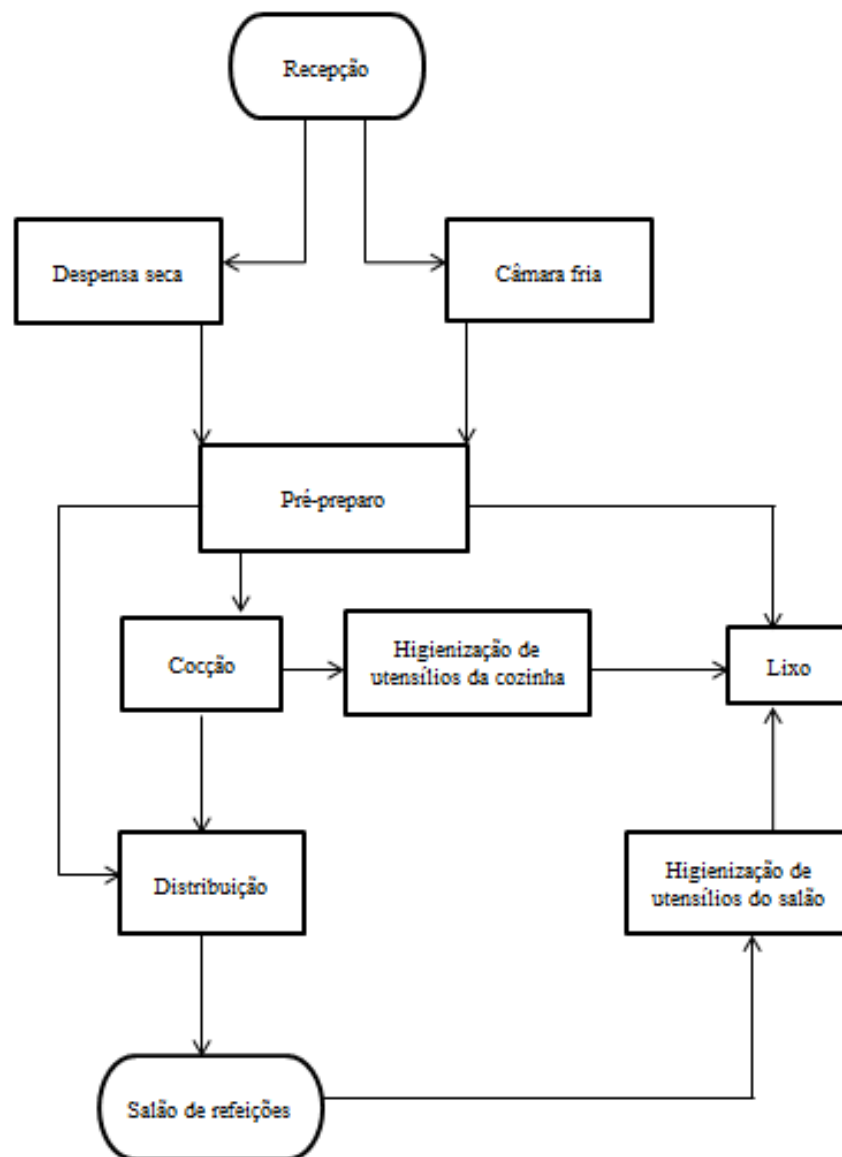 Recepção
Despensa seca
Câmara fria
Pré-preparo
Cocção
Higienização de
utensílios da cozinha
Lixo
Distribuição
Higienização de
utensílios do salão
Salão de refeições